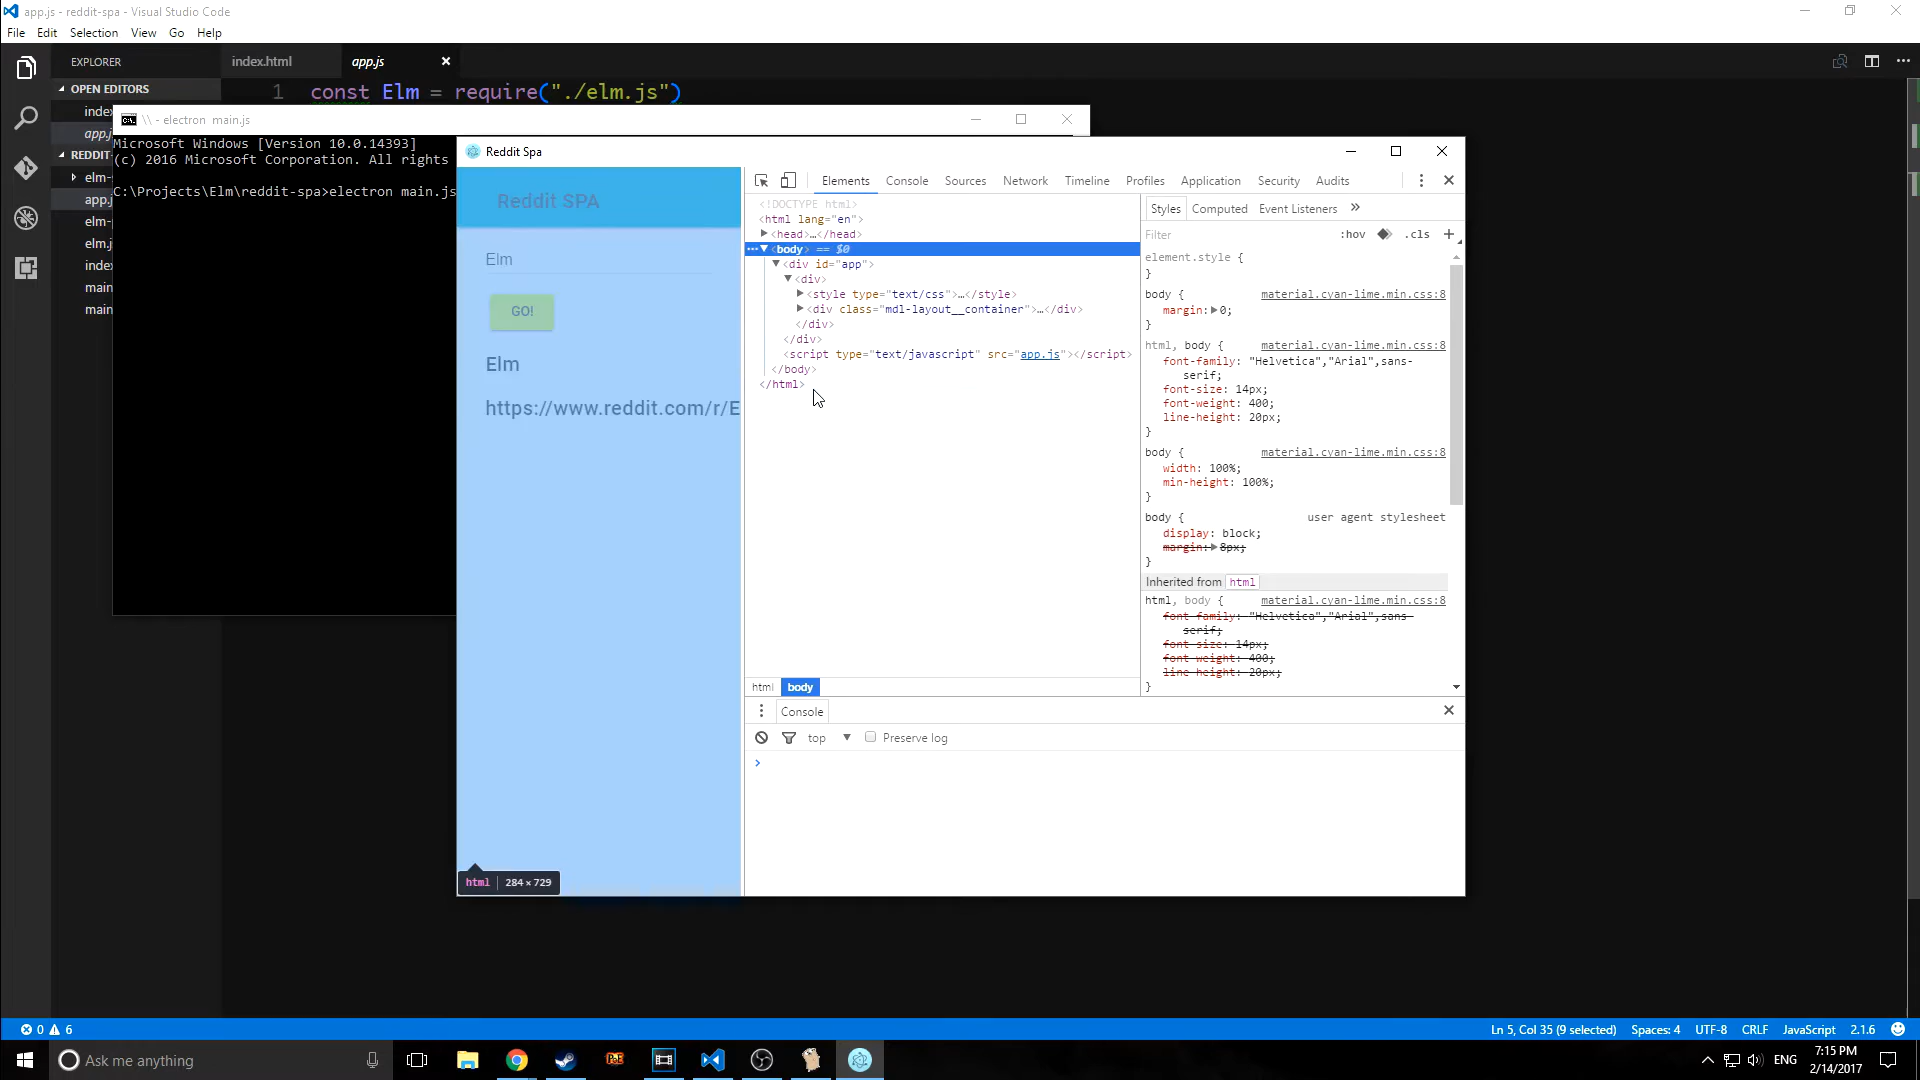 app.js - reddit-spa - Visual Studio Code
File Edit Selection View Go Help
EXPLORER
index.html
app.js
OPEN EDITORS
1 const Elm = require("./elm.js")
index
app.j
\\ - electron main.js
REDDIT-
Microsoft Windows [Version 10.0.14393]
(c) 2016 Microsoft Corporation. All rights
C:\Projects\Elm\reddit-spa>electron main.js
elm-
app.j
elm-p
elm.j
index
main
main
Reddit Spa
Reddit SPA
Elm
GO!
Elm
https://www.reddit.com/r/E
html 284 × 729
Elements Console Sources Network Timeline Profiles Application Security Audits
<!DOCTYPE html>
<html lang="en">
<head>…</head>
<body> == $0
<div id="app">
<div>
<style type="text/css">…</style>
<div class="mdl-layout__container">…</div>
</div>
</div>
<script type="text/javascript" src="app.js"></script>
</body>
</html>
html body
Styles Computed Event Listeners »
Filter :hov .cls +
element.style {
}
body { material.cyan-lime.min.css:8
margin: 0;
}
html, body { material.cyan-lime.min.css:8
font-family: "Helvetica","Arial",sans-
serif;
font-size: 14px;
font-weight: 400;
line-height: 20px;
}
body { material.cyan-lime.min.css:8
width: 100%;
min-height: 100%;
}
body { user agent stylesheet
display: block;
margin: 8px;
}
Inherited from html
html, body { material.cyan-lime.min.css:8
font-family: "Helvetica","Arial",sans-
serif;
font-size: 14px;
font-weight: 400;
line-height: 20px;
}
Console
top Preserve log
>
0 6
Ln 5, Col 35 (9 selected) Spaces: 4 UTF-8 CRLF JavaScript 2.1.6
Ask me anything
ENG
7:15 PM
2/14/2017